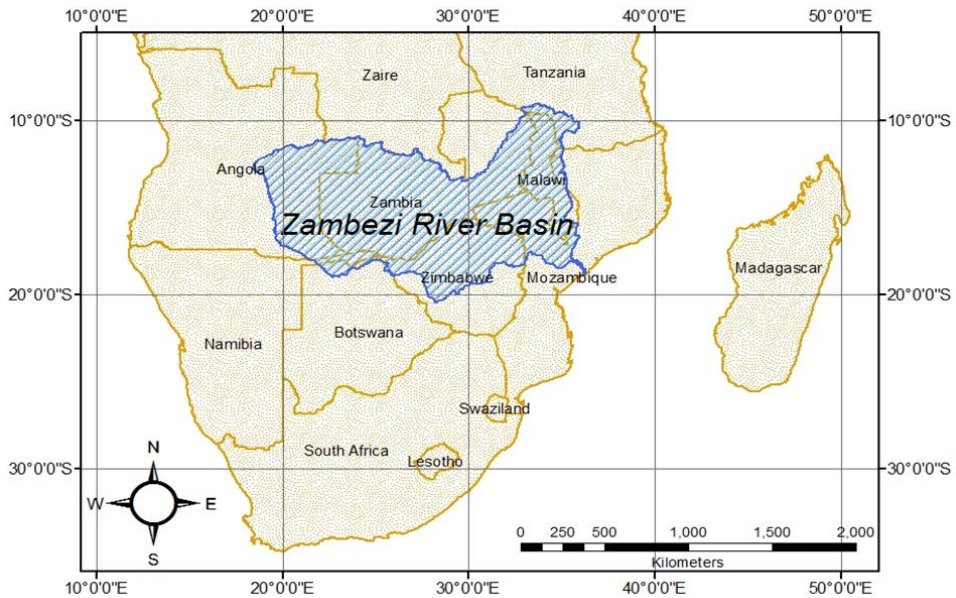 10°0'0"E 20°0'0"E 30°0'0"E 40°0'0"E 50°0'0"E
Zaire
Tanzania
10°0'0"S 10°0'0"S
Angola
Malawi
Zambia
Zambezi River Basin
Madagascar
Zimbabwe
Mozambique
20°0'0"S 20°0'0"S
Botswana
Namibia
Swaziland
South Africa
Lesotho
30°0'0"S 30°0'0"S
N
W E
S
0 250 500 1,000 1,500 2,000
Kilometers
10°0'0"E 20°0'0"E 30°0'0"E 40°0'0"E 50°0'0"E